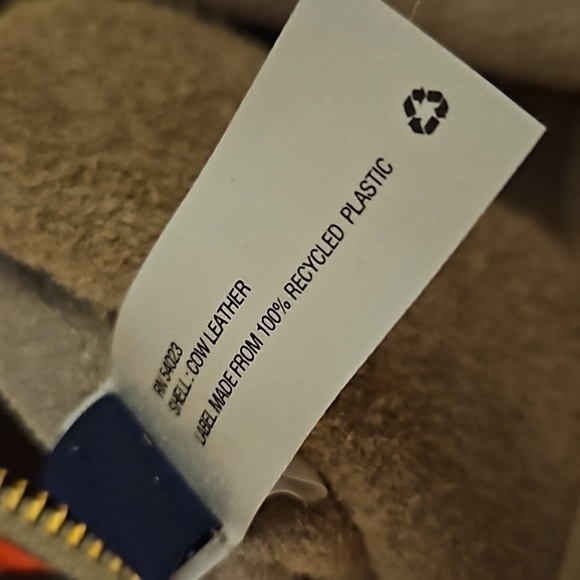 RN 54023
SHELL : COW LEATHER
LABEL MADE FROM 100% RECYCLED PLASTIC